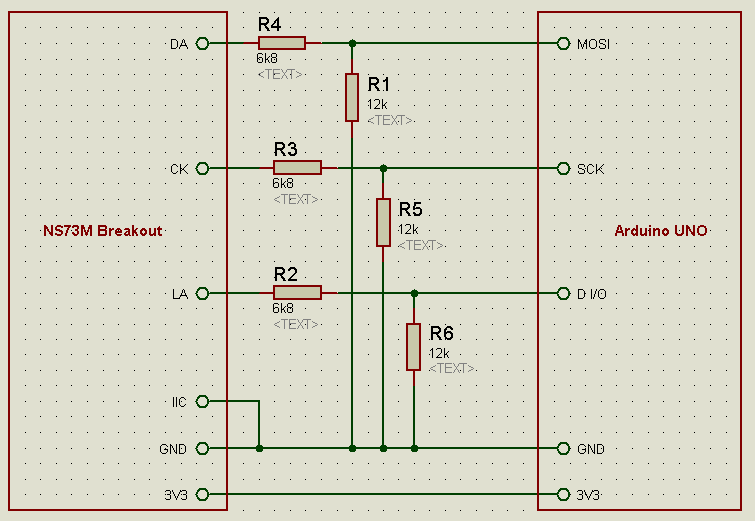 R4
DA
MOSI
6k8
<TEXT>
R1
12k
<TEXT>
R3
CK
SCK
6k8
<TEXT>
R5
12k
<TEXT>
NS73M Breakout
Arduino UNO
R2
LA
D I/O
6k8
<TEXT>
R6
12k
<TEXT>
IIC
GND
GND
3V3
3V3